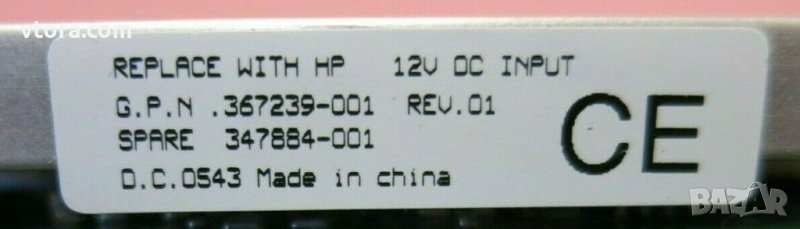 vtora.com
REPLACE WITH HP 12V DC INPUT
G.P.N .367239-001 REV.01
SPARE 347884-001
D.C.0543 Made in china
CE
bazar